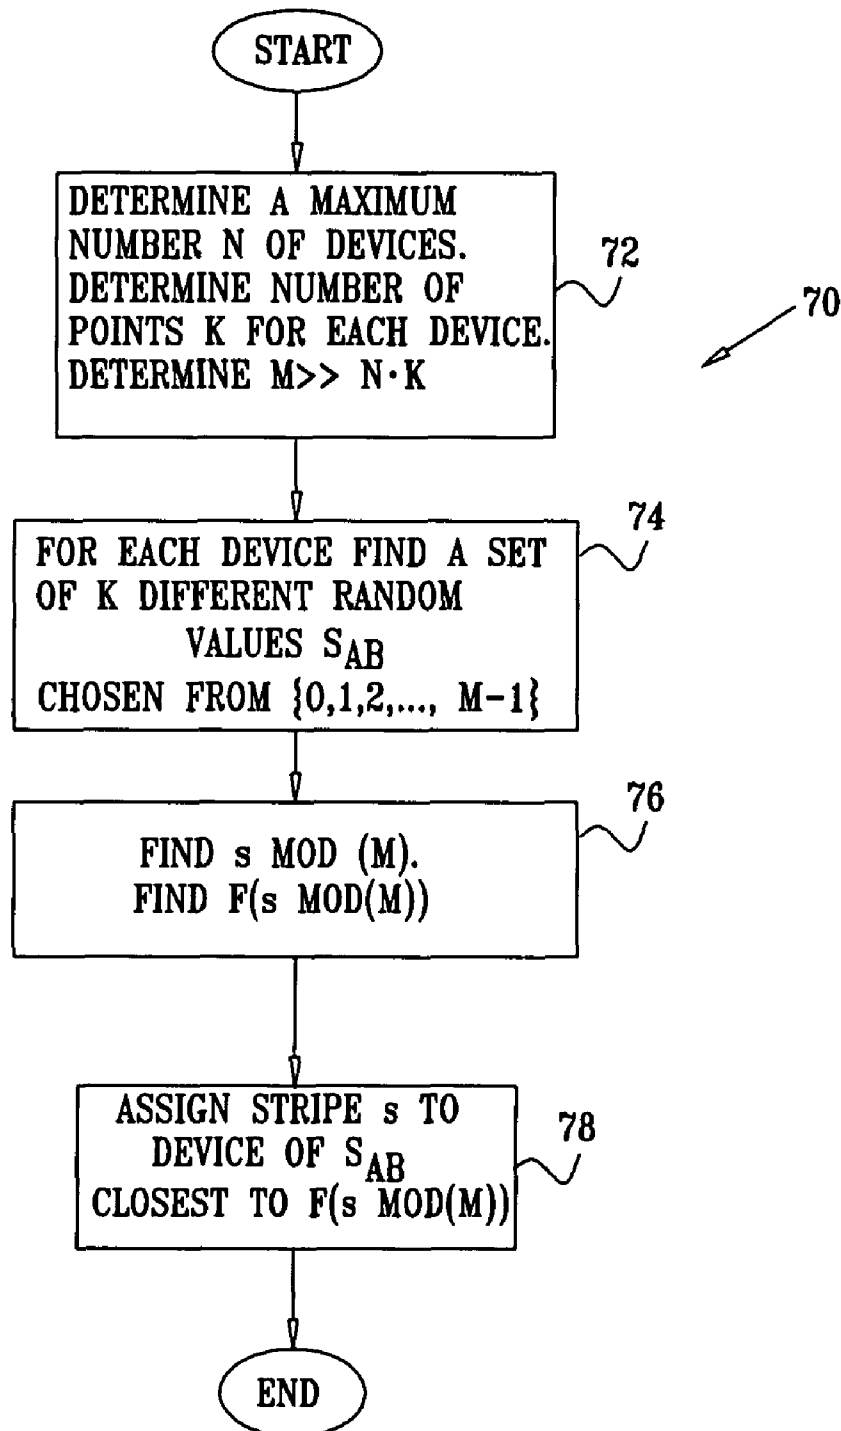 START
DETERMINE A MAXIMUM
NUMBER N OF DEVICES.
DETERMINE NUMBER OF
POINTS K FOR EACH DEVICE.
DETERMINE M>> N·K
72
70
FOR EACH DEVICE FIND A SET
OF K DIFFERENT RANDOM
VALUES SAB
CHOSEN FROM {0,1,2,..., M-1}
74
FIND s MOD (M).
FIND F(s MOD(M))
76
ASSIGN STRIPE s TO
DEVICE OF SAB
CLOSEST TO F(s MOD(M))
78
END